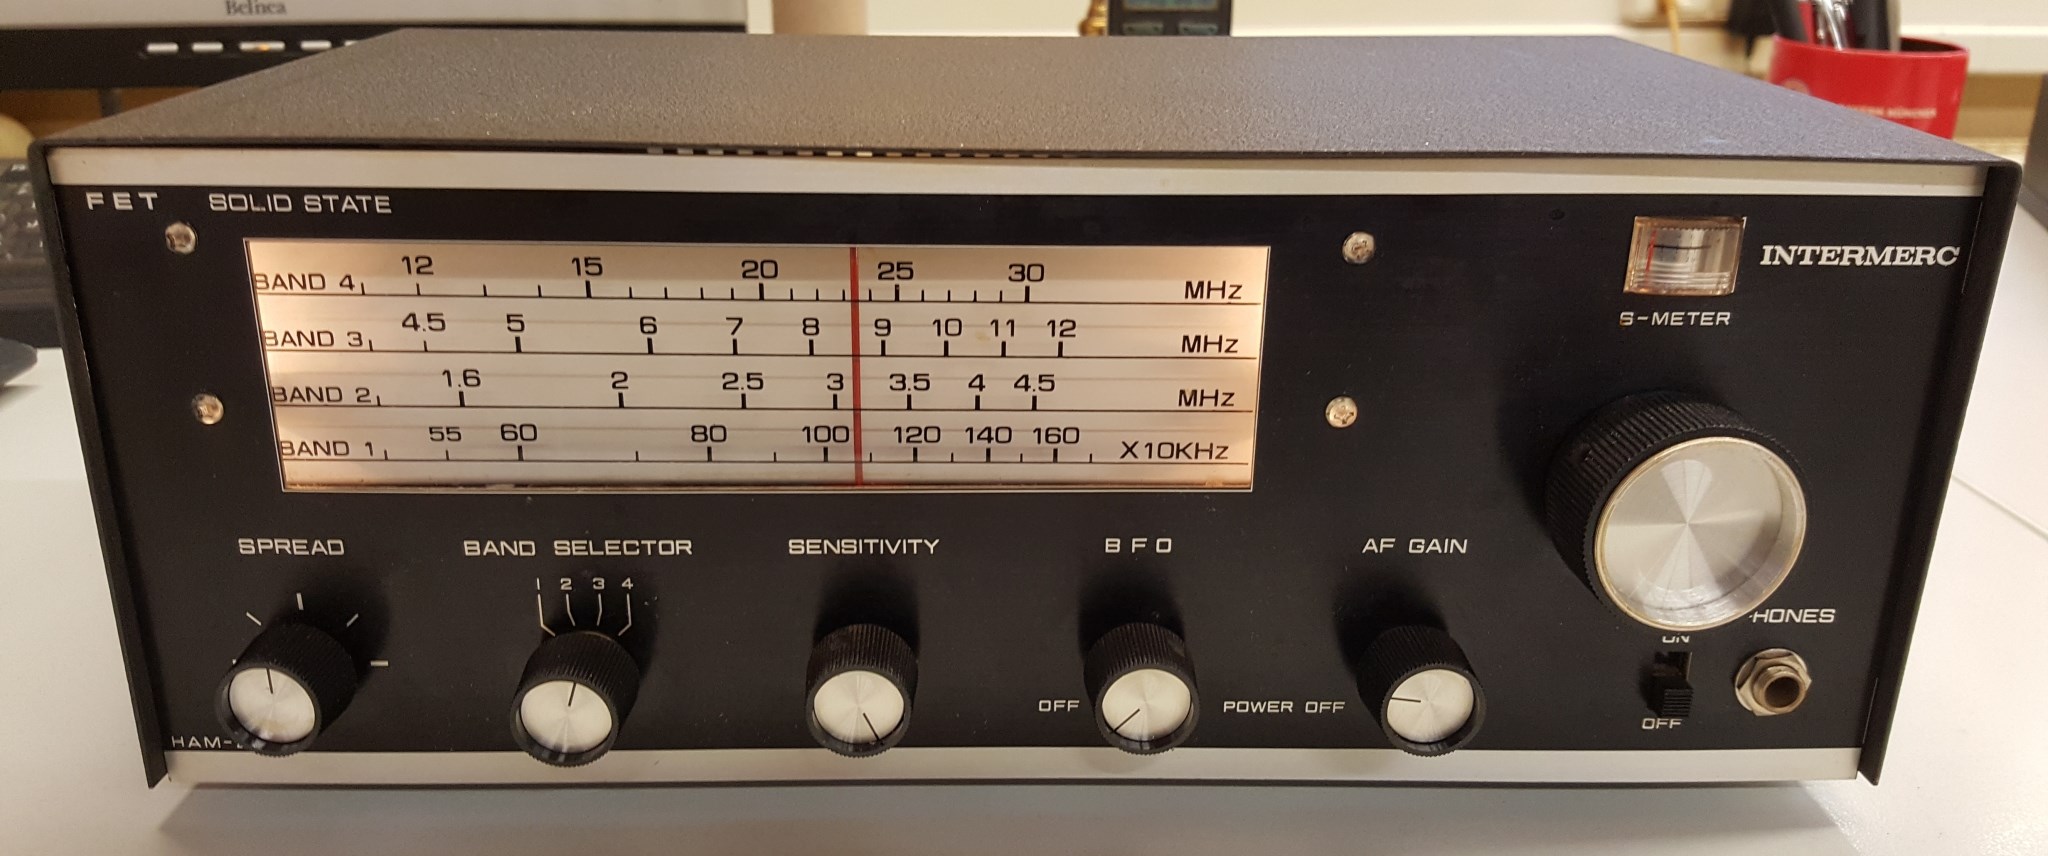 Belinea
FET SOLID STATE
INTERMERC
S-METER
BAND 4 12 15 20 25 30 MHz
BAND 3 4.5 5 6 7 8 9 10 11 12 MHz
BAND 2 1.6 2 2.5 3 3.5 4 4.5 MHz
BAND 1 55 60 80 100 120 140 160 X10KHz
SPREAD BAND SELECTOR SENSITIVITY BFO AF GAIN
1 2 3 4
HONES
ON
OFF POWER OFF
OFF
HAM-